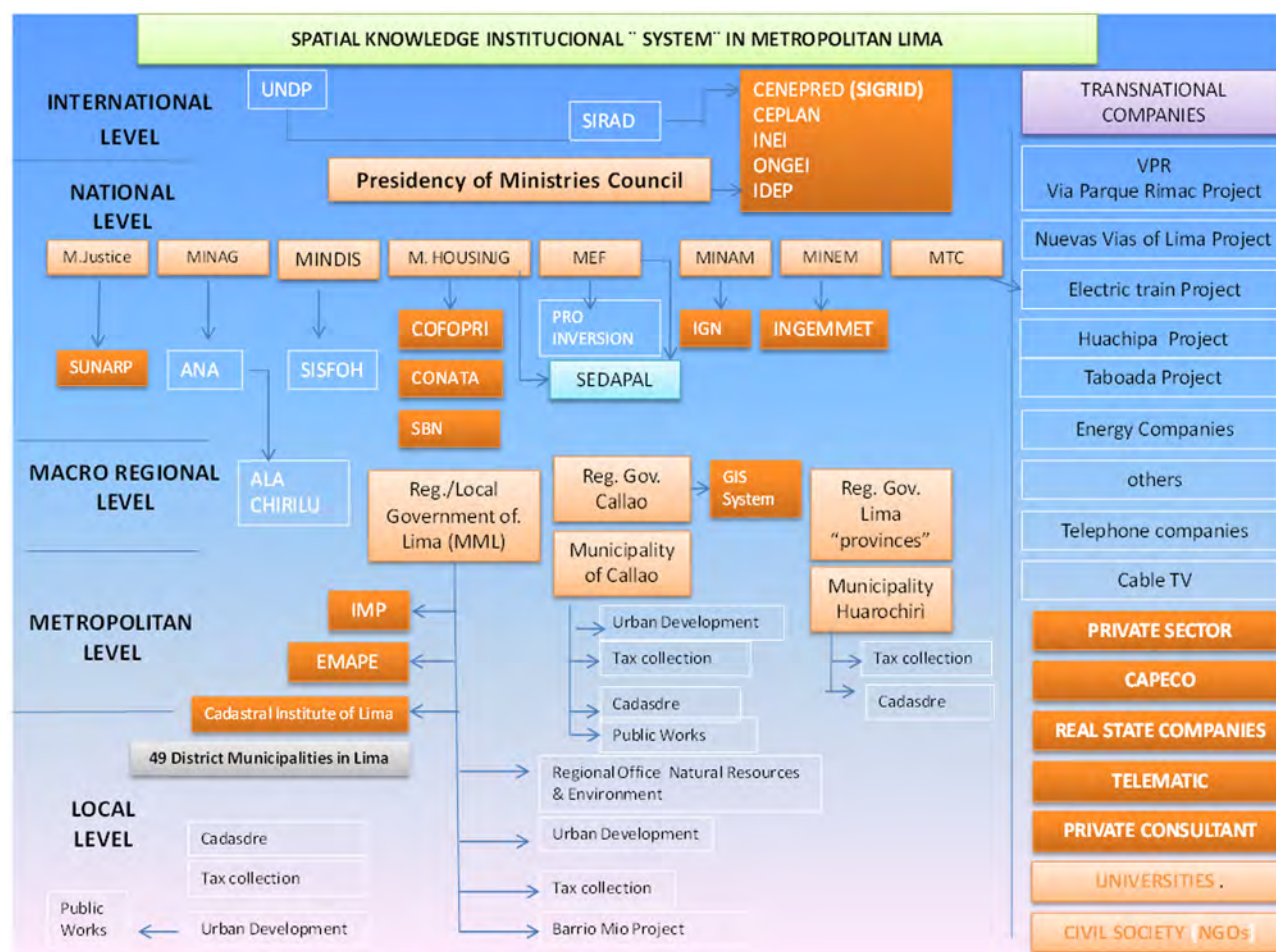 SPATIAL KNOWLEDGE INSTITUCIONAL ¨ SYSTEM¨ IN METROPOLITAN LIMA
INTERNATIONAL
LEVEL
UNDP
SIRAD
CENEPRED (SIGRID)
CEPLAN
INEI
ONGEI
IDEP
TRANSNATIONAL
COMPANIES
NATIONAL
LEVEL
Presidency of Ministries Council
VPR
Via Parque Rimac Project
Nuevas Vias of Lima Project
Electric train Project
Huachipa Project
Taboada Project
Energy Companies
others
Telephone companies
Cable TV
PRIVATE SECTOR
CAPECO
REAL STATE COMPANIES
TELEMATIC
PRIVATE CONSULTANT
UNIVERSITIES .
CIVIL SOCIETY (NGOs)
M.Justice
MINAG
MINDIS
M. HOUSINJG
MEF
MINAM
MINEM
MTC
SUNARP
ANA
SISFOH
COFOPRI
CONATA
SBN
PRO
INVERSION
SEDAPAL
IGN
INGEMMET
MACRO REGIONAL
LEVEL
ALA
CHIRILU
Reg./Local
Government of.
Lima (MML)
Reg. Gov.
Callao
GIS
System
Reg. Gov.
Lima
“provinces”
Municipality
of Callao
Municipality
Huarochiri
METROPOLITAN
LEVEL
IMP
EMAPE
Cadastral Institute of Lima
Urban Development
Tax collection
Cadasdre
Public Works
Tax collection
Cadasdre
49 District Municipalities in Lima
LOCAL
LEVEL
Cadasdre
Tax collection
Urban Development
Public
Works
Regional Office Natural Resources
& Environment
Urban Development
Tax collection
Barrio Mio Project